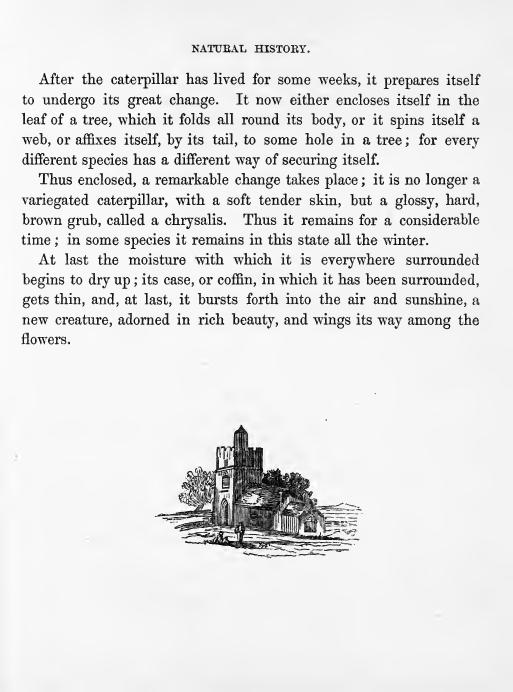 NATURAL HISTORY.
After the caterpillar has lived for some weeks, it prepares itself
to undergo its great change. It now either encloses itself in the
leaf of a tree, which it folds all round its body, or it spins itself a
web, or affixes itself, by its tail, to some hole in a tree; for every
different species has a different way of securing itself.
Thus enclosed, a remarkable change takes place; it is no longer a
variegated caterpillar, with a soft tender skin, but a glossy, hard,
brown grub, called a chrysalis. Thus it remains for a considerable
time; in some species it remains in this state all the winter.
At last the moisture with which it is everywhere surrounded
begins to dry up; its case, or coffin, in which it has been surrounded,
gets thin, and, at last, it bursts forth into the air and sunshine, a
new creature, adorned in rich beauty, and wings its way among the
flowers.